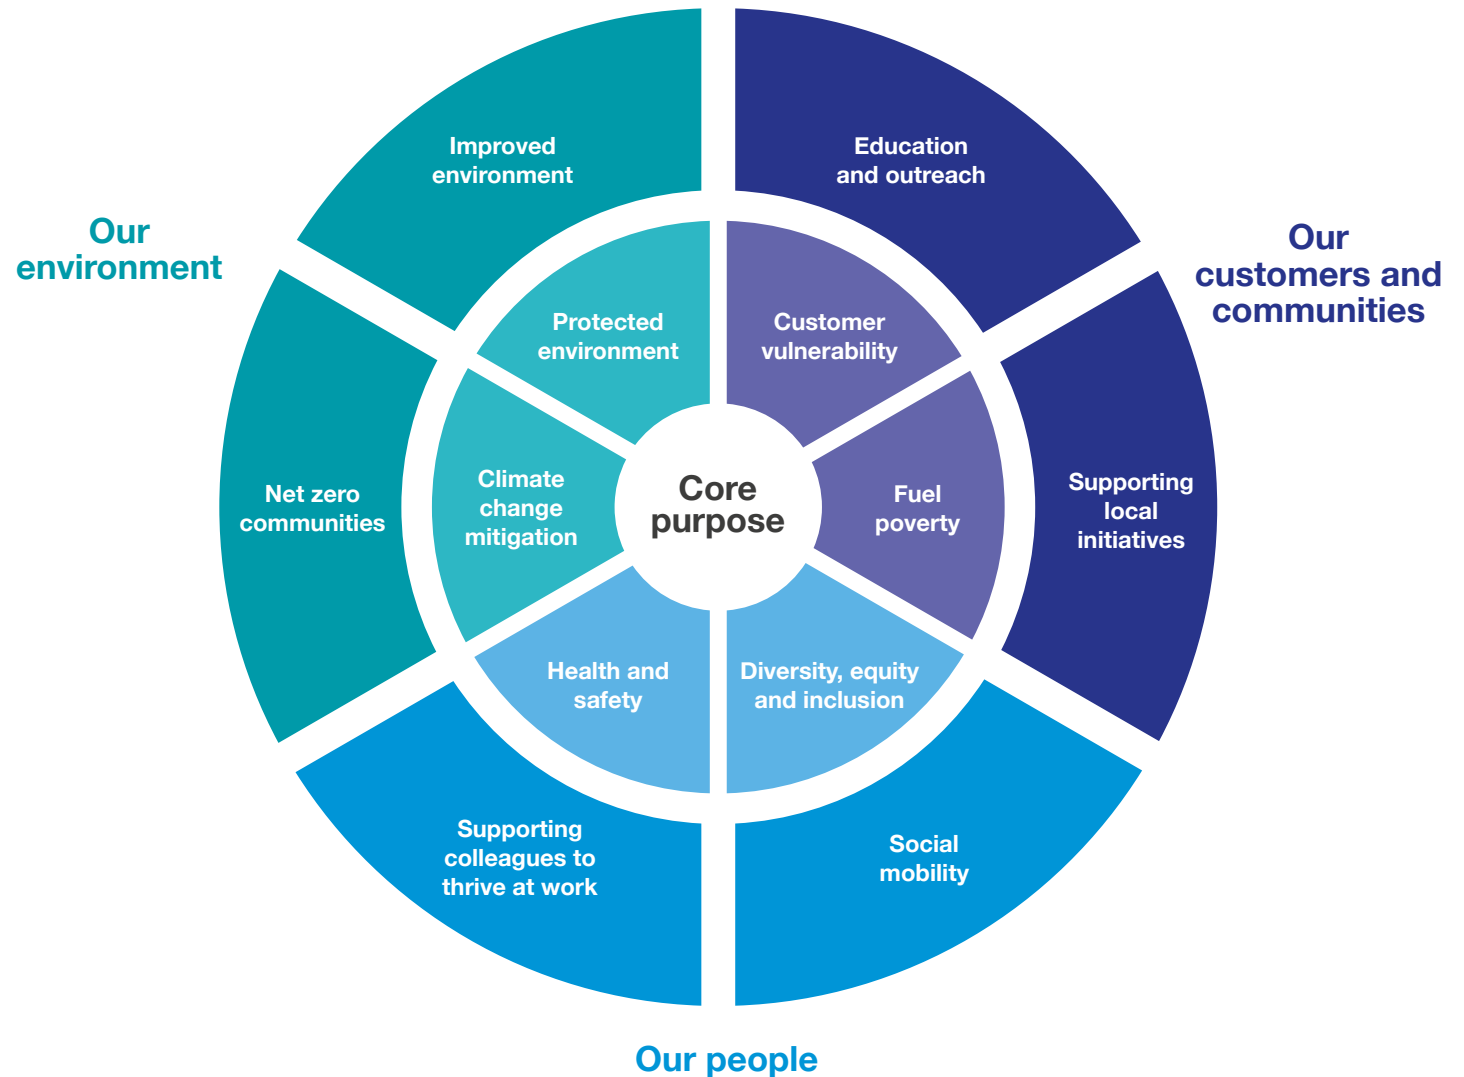 Improved
environment
Education
and outreach
Our
environment
Our
customers and
communities
Protected
environment
Customer
vulnerability
Net zero
communities
Climate
change
mitigation
Core
purpose
Fuel
poverty
Supporting
local
initiatives
Health and
safety
Diversity, equity
and inclusion
Supporting
colleagues to
thrive at work
Social
mobility
Our people